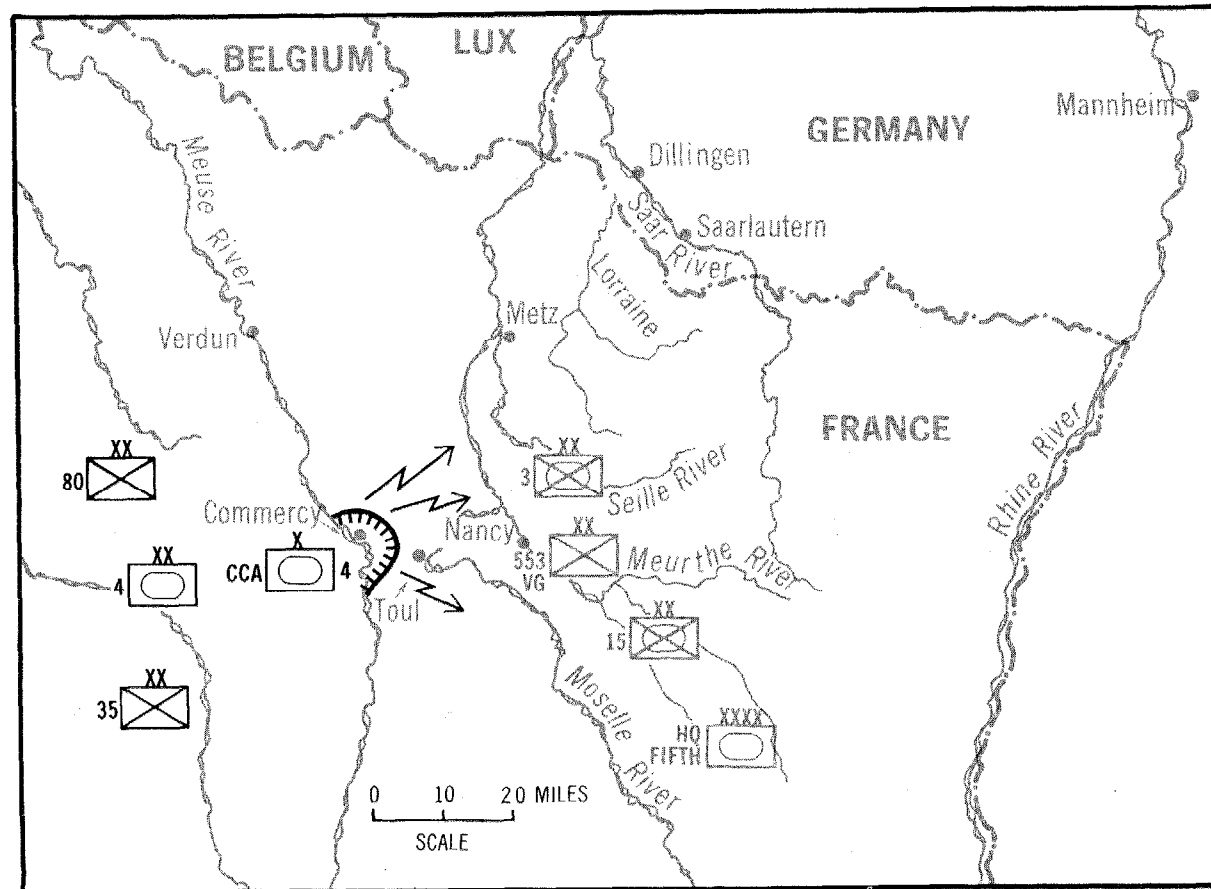 BELGIUM
LUX
GERMANY
Mannheim
Dillingen
Meuse River
Saar River
Saarlautern
Lorraine
Verdun
Metz
FRANCE
Rhine River
XX
80
XX
3
Seille River
Commercy
Nancy
X
CCA
4
XX
4
XX
553
VG
Meurthe River
Toul
XX
15
XX
35
Moselle River
XXXX
HQ
FIFTH
0 10 20 MILES
SCALE